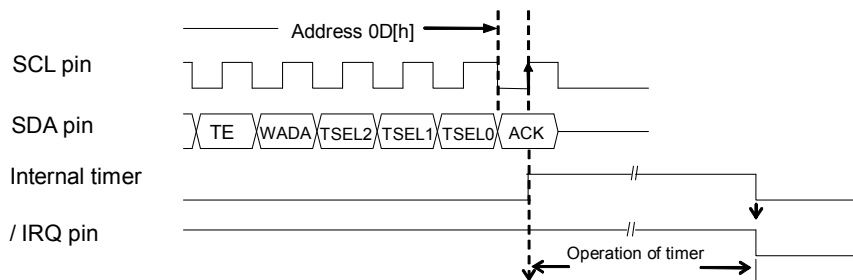 Address 0D[h]
SCL pin
SDA pin
TE WADA TSEL2 TSEL1 TSEL0 ACK
Internal timer
/ IRQ pin
Operation of timer